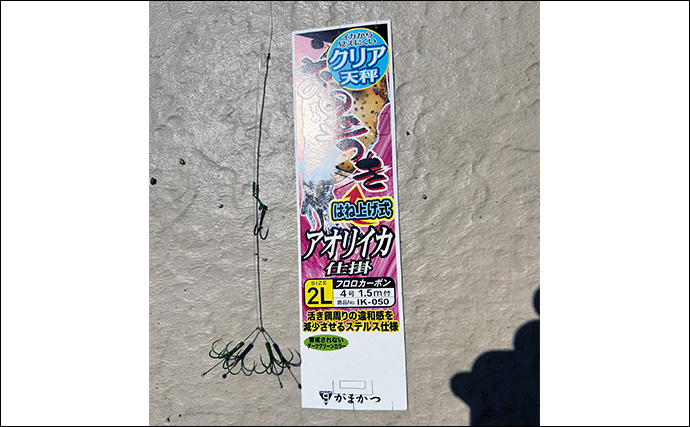 イカから
見えにくい
クリア
天秤
はね上げ式
アオリイカ
仕掛
SIZE
2L
フロロカーボン
4号 1.5m付
商品No. IK-050
活き餌周りの違和感を
減少させるステルス仕様
警戒されない
ダークグリーンカラー
がまかつ